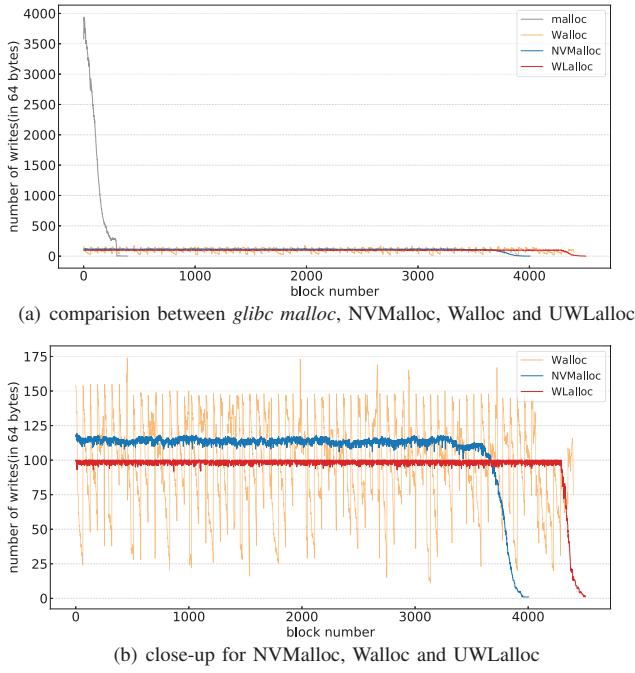 4000
3500
3000
2500
2000
1500
1000
500
0
number of writes(in 64 bytes)
malloc
Walloc
NVMalloc
WLalloc
0 1000 2000 3000 4000
block number
(a) comparision between glibc malloc, NVMalloc, Walloc and UWLalloc
175
150
125
100
75
50
25
0
number of writes(in 64 bytes)
Walloc
NVMalloc
WLalloc
0 1000 2000 3000 4000
block number
(b) close-up for NVMalloc, Walloc and UWLalloc